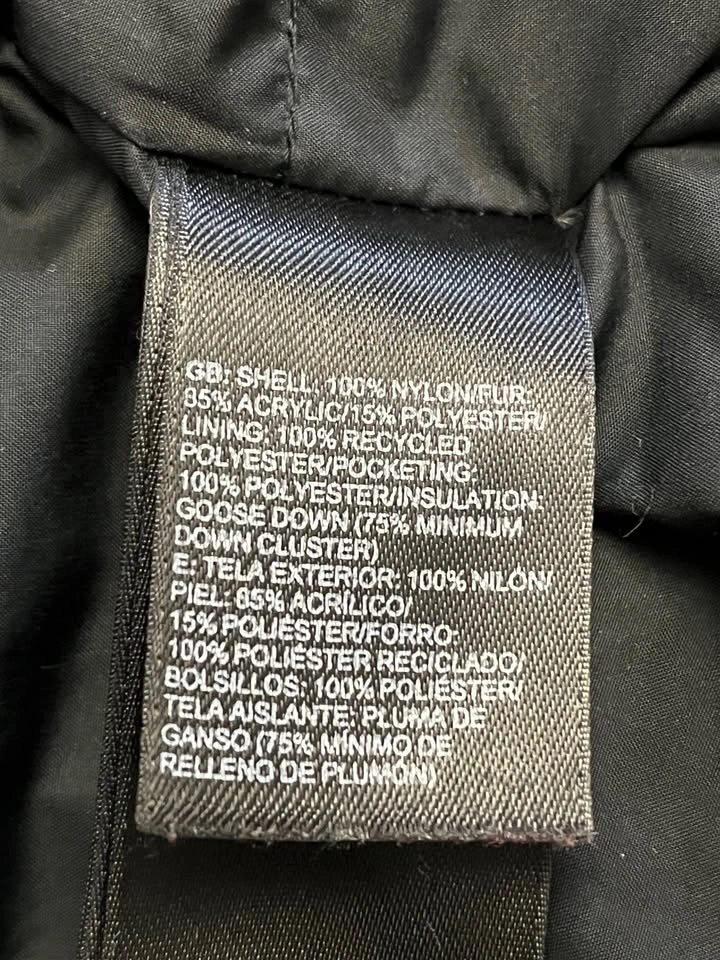 GB: SHELL: 100% NYLON/FUR:
85% ACRYLIC/15% POLYESTER/
LINING: 100% RECYCLED
POLYESTER/POCKETING:
100% POLYESTER/INSULATION:
GOOSE DOWN (75% MINIMUM
DOWN CLUSTER)
E: TELA EXTERIOR: 100% NILÓN/
PIEL: 85% ACRÍLICO/
15% POLIÉSTER/FORRO:
100% POLIÉSTER RECICLADO/
BOLSILLOS: 100% POLIÉSTER/
TELA AISLANTE: PLUMA DE
GANSO (75% MÍNIMO DE
RELLENO DE PLUMÓN)